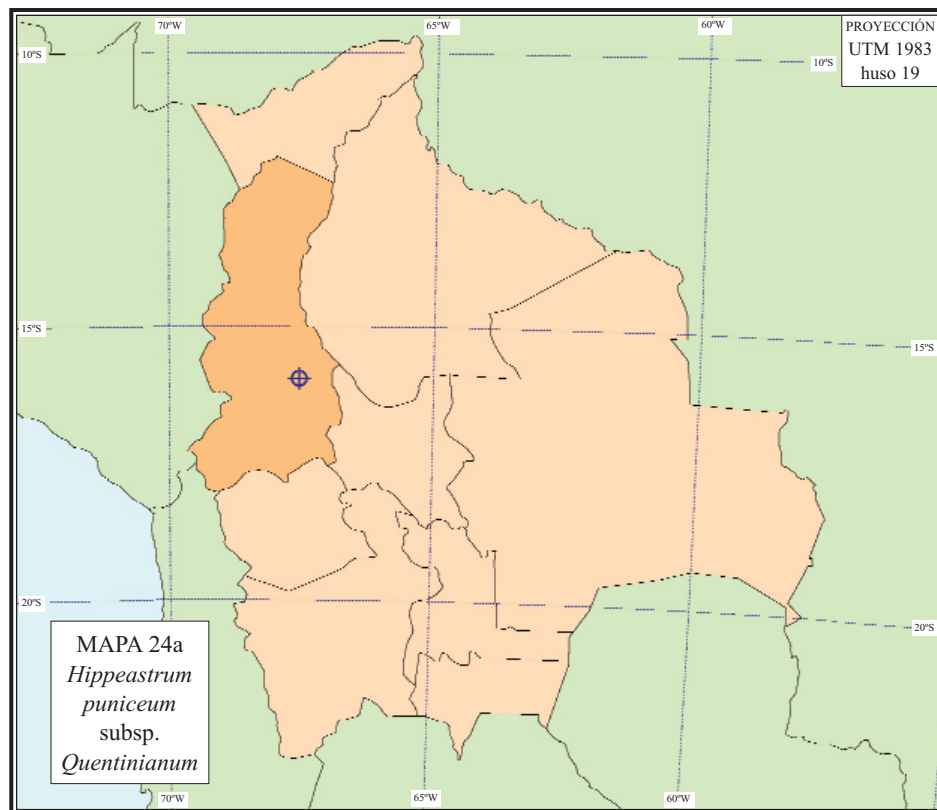 70ºW
65ºW
60ºW
PROYECCIÓN
UTM 1983
huso 19
10ºS
10ºS
15ºS
15ºS
20ºS
20ºS
MAPA 24a
Hippeastrum
puniceum
subsp.
Quentinianum
70ºW
65ºW
60ºW